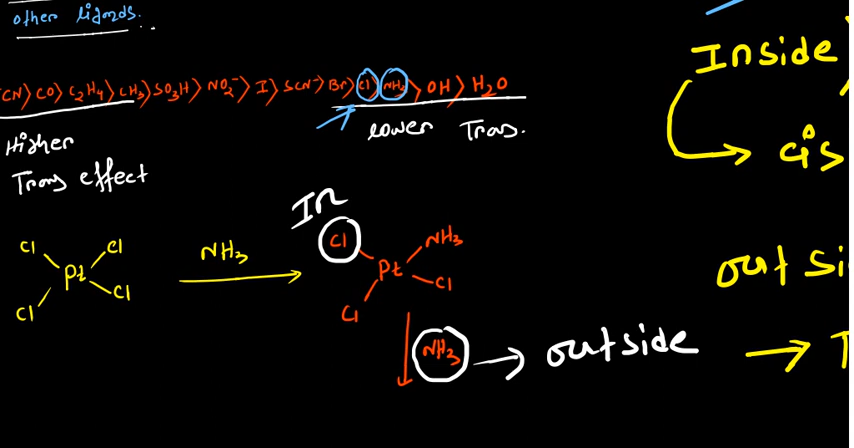 other ligands.
CN⟩ CO⟩ C2H4⟩ CH3⟩ SO3H⟩ NO2-⟩ I⟩ SCN-⟩ Br⟩ Cl⟩ NH3⟩ OH⟩ H2O
Higher
Trans effect
lower Trans.
Inside
cis
Cl Cl
Pt
Cl Cl
NH3
IN
Cl NH3
Pt
Cl Cl
NH3 → outside
out si
→ T